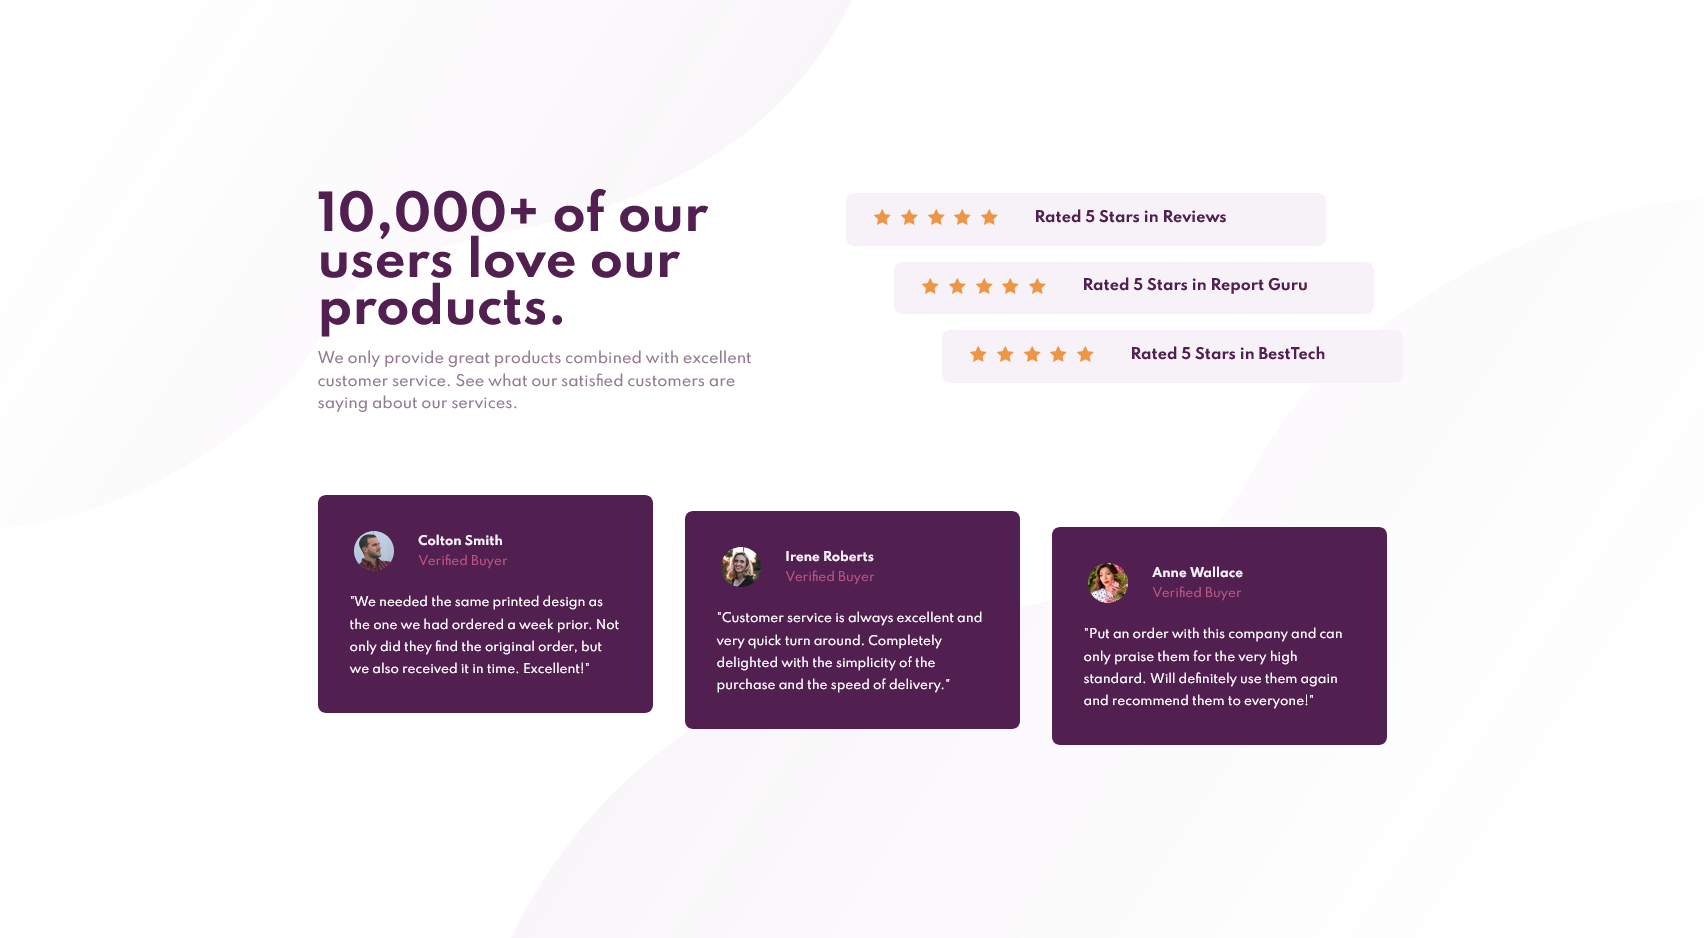 10,000+ of our
users love our
products.
We only provide great products combined with excellent
customer service. See what our satisfied customers are
saying about our services.
Rated 5 Stars in Reviews
Rated 5 Stars in Report Guru
Rated 5 Stars in BestTech
Colton Smith
Verified Buyer
"We needed the same printed design as
the one we had ordered a week prior. Not
only did they find the original order, but
we also received it in time. Excellent!"
Irene Roberts
Verified Buyer
"Customer service is always excellent and
very quick turn around. Completely
delighted with the simplicity of the
purchase and the speed of delivery."
Anne Wallace
Verified Buyer
"Put an order with this company and can
only praise them for the very high
standard. Will definitely use them again
and recommend them to everyone!"